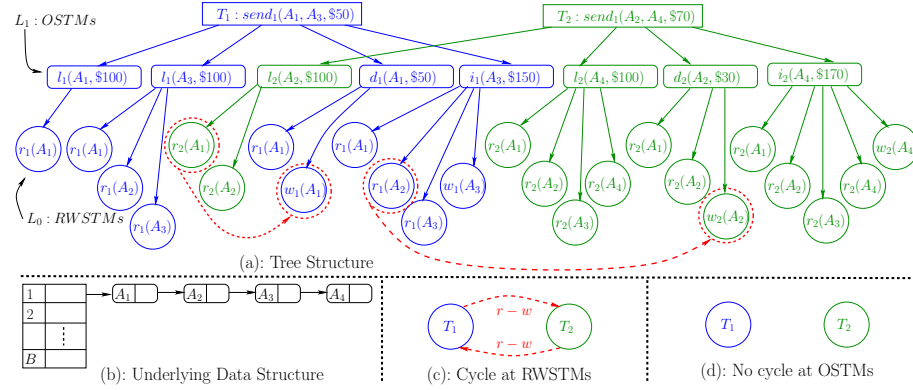 L₁ : OSTMs
T₁ : send₁(A₁, A₃, $50)
T₂ : send₁(A₂, A₄, $70)
l₁(A₁, $100)
l₁(A₃, $100)
l₂(A₂, $100)
d₁(A₁, $50)
i₁(A₃, $150)
l₂(A₄, $100)
d₂(A₂, $30)
i₂(A₄, $170)
r₁(A₁)
r₁(A₁)
r₁(A₂)
r₁(A₃)
r₂(A₁)
r₂(A₂)
r₁(A₁)
w₁(A₁)
r₁(A₁)
r₁(A₂)
r₁(A₃)
w₁(A₃)
r₂(A₁)
r₂(A₂)
r₂(A₃)
r₂(A₄)
r₂(A₁)
r₂(A₂)
w₂(A₂)
r₂(A₁)
r₂(A₂)
r₂(A₃)
r₂(A₄)
w₂(A₄
L₀ : RWSTMs
(a): Tree Structure
1
2
B
A₁
A₂
A₃
A₄
(b): Underlying Data Structure
T₁
r − w
r − w
T₂
(c): Cycle at RWSTMs
T₁
T₂
(d): No cycle at OSTMs